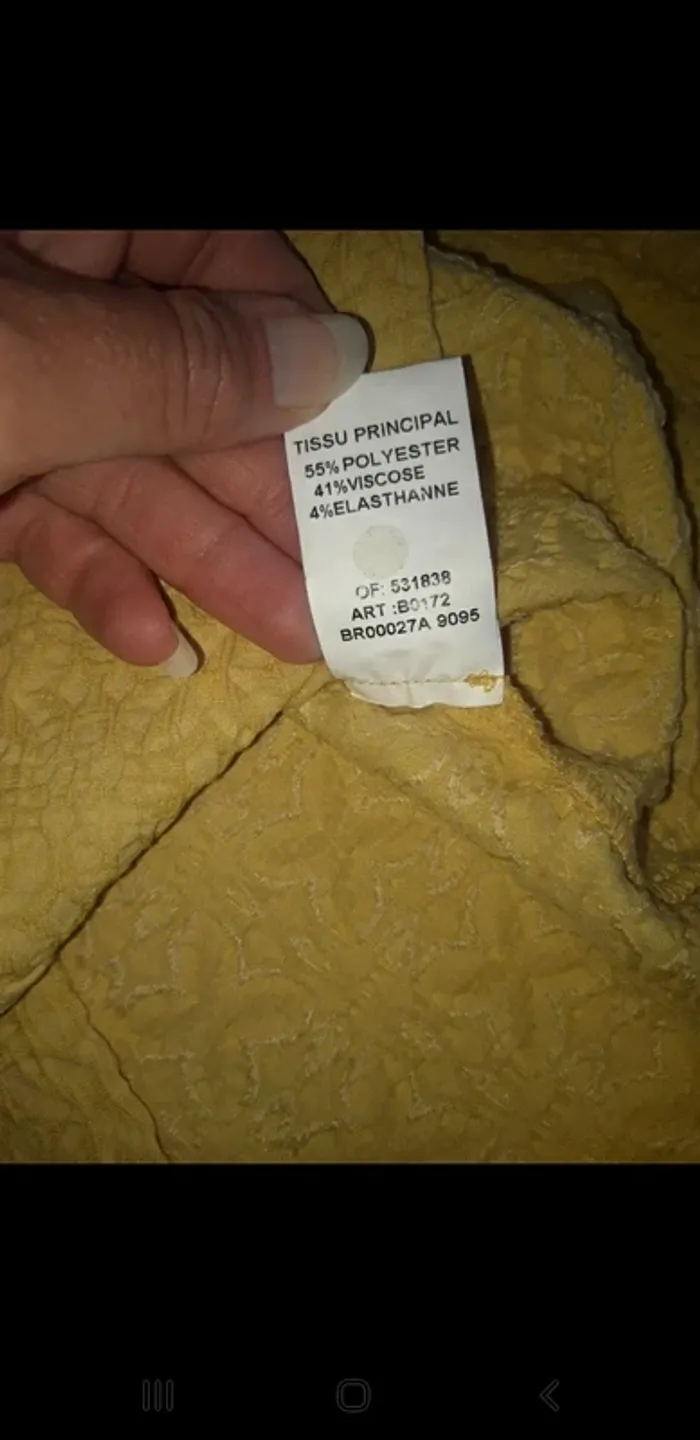 TISSU PRINCIPAL
55% POLYESTER
41%VISCOSE
4%ELASTHANNE
OF: 531838
ART :B0172
BR00027A 9095